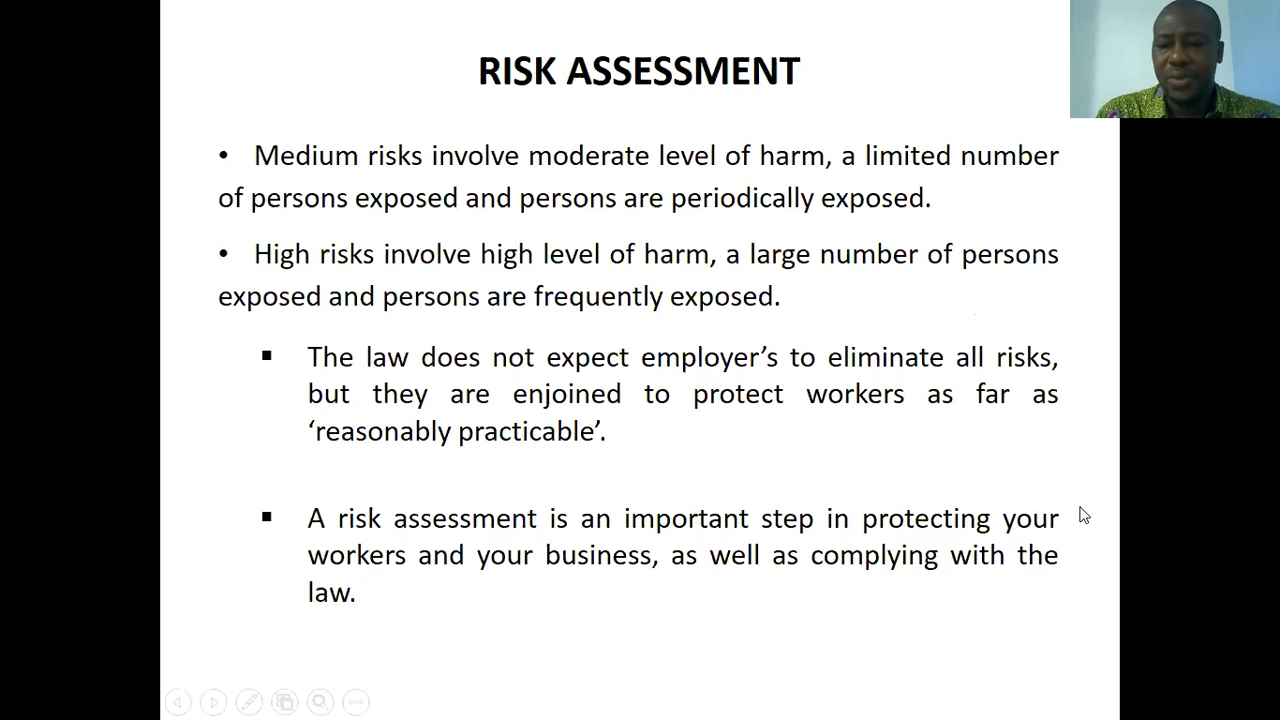 RISK ASSESSMENT
• Medium risks involve moderate level of harm, a limited number
of persons exposed and persons are periodically exposed.
• High risks involve high level of harm, a large number of persons
exposed and persons are frequently exposed.
▪ The law does not expect employer’s to eliminate all risks,
but they are enjoined to protect workers as far as
‘reasonably practicable’.
▪ A risk assessment is an important step in protecting your
workers and your business, as well as complying with the
law.